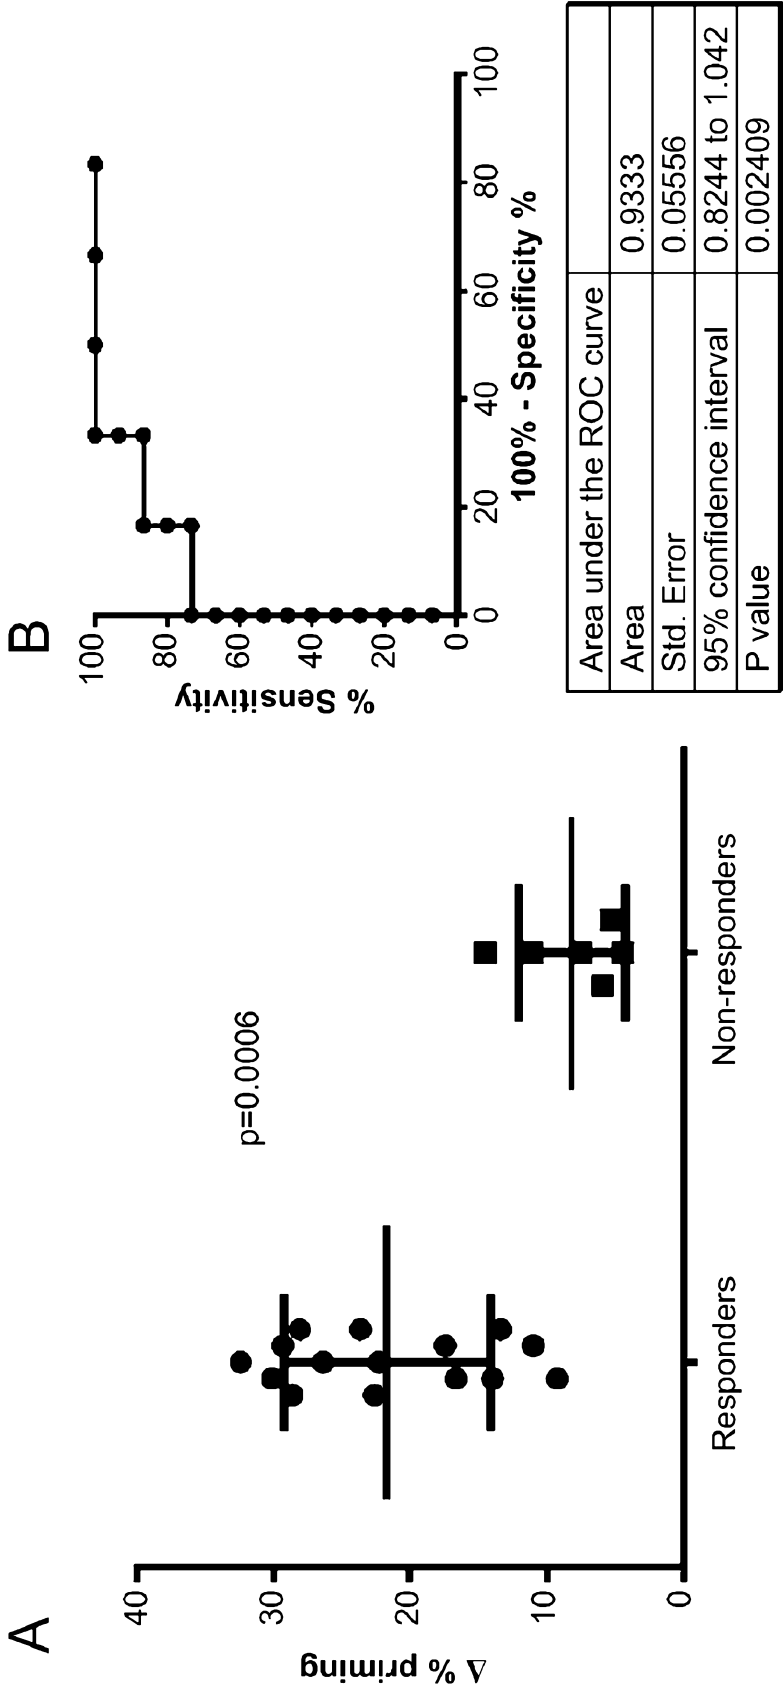 A
Δ % priming
40
30
20
10
0
p=0.0006
Responders
Non-responders
B
% Sensitivity
100
80
60
40
20
0
0 20 40 60 80 100
100% - Specificity %
Area under the ROC curve
Area 0.9333
Std. Error 0.05556
95% confidence interval 0.8244 to 1.042
P value 0.002409